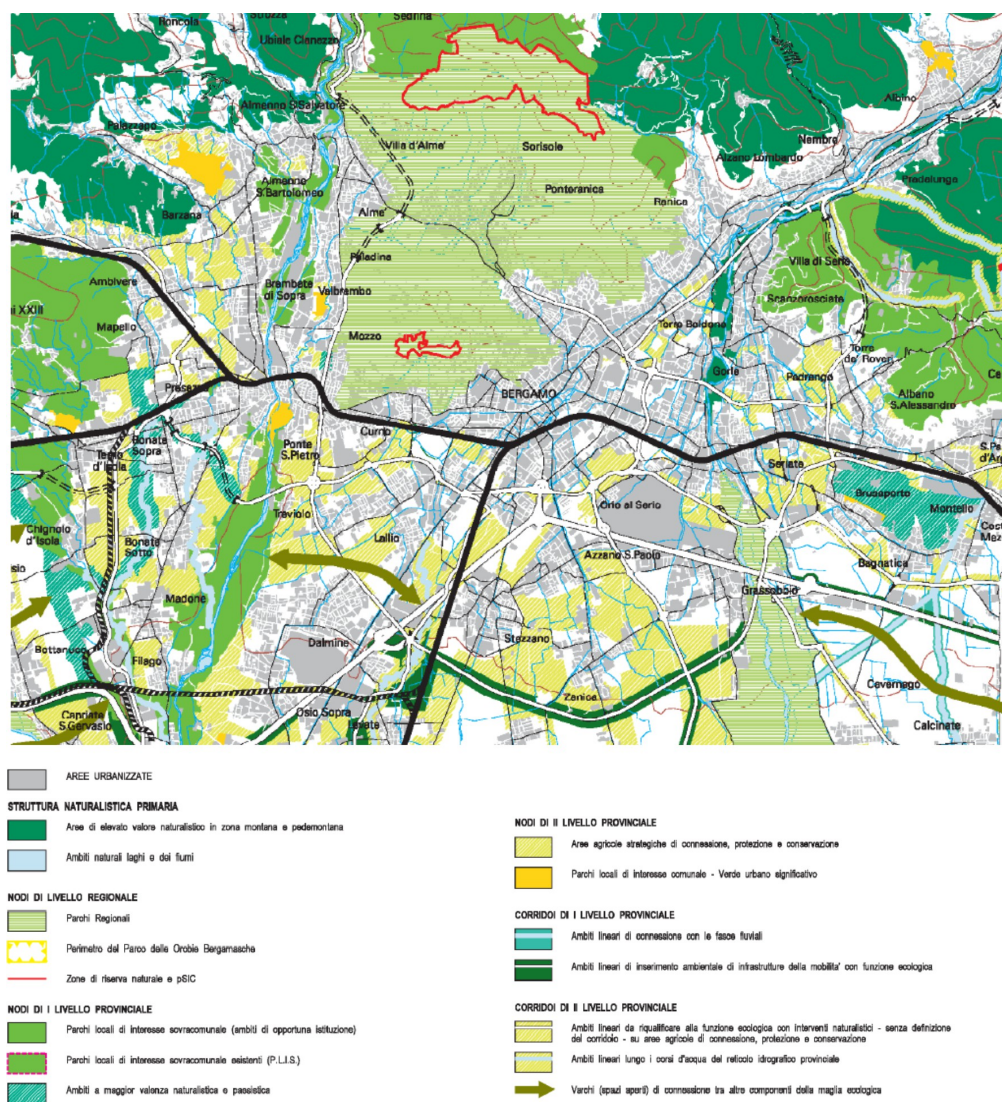 Roncola
Strozza
Sedrina
Ubiale Clanezzo
Albino
Almenno S.Salvatore
Palazzago
Villa d'Alme'
Sorisole
Nembro
Alzano Lombardo
Almenno
S.Bartolomeo
Ponteranica
Pradalunga
Barzana
Alme'
Ranica
Paladina
Villa di Serio
Ambivere
Brembate
di Sopra
Valbrembo
Scanzorosciate
XXIII
Mapello
Mozzo
Torre Boldone
Torre
de' Roveri
Gorle
Pedrengo
Presezzo
BERGAMO
Albano
S.Alessandro
Curno
Bonate
Sopra
Ponte
S.Pietro
Seriate
d'Isola
Brusaporto
Orio al Serio
Montello
Treviolo
Chignolo
d'Isola
Bonate
Sotto
Lallio
Azzano S.Paolo
Bagnatica
Madone
Grassobbio
Dalmine
Stezzano
Bottanuco
Filago
Cavernago
Zanica
Capriate
S.Gervasio
Osio Sopra
Levate
Calcinate
AREE URBANIZZATE
STRUTTURA NATURALISTICA PRIMARIA
Aree di elevato valore naturalistico in zona montana e pedemontana
Ambiti naturali laghi e dei fiumi
NODI DI LIVELLO REGIONALE
Parchi Regionali
Perimetro del Parco delle Orobie Bergamasche
Zone di riserva naturale e pSIC
NODI DI I LIVELLO PROVINCIALE
Parchi locali di interesse sovracomunale (ambiti di opportuna istituzione)
Parchi locali di interesse sovracomunale esistenti (P.L.I.S.)
Ambiti a maggior valenza naturalistica e paesistica
NODI DI II LIVELLO PROVINCIALE
Aree agricole strategiche di connessione, protezione e conservazione
Parchi locali di interesse comunale - Verde urbano significativo
CORRIDOI DI I LIVELLO PROVINCIALE
Ambiti lineari di connessione con le fasce fluviali
Ambiti lineari di inserimento ambientale di infrastrutture della mobilita' con funzione ecologica
CORRIDOI DI II LIVELLO PROVINCIALE
Ambiti lineari da riqualificare alla funzione ecologica con interventi naturalistici - senza definizione
del corridoio - su aree agricole di connessione, protezione e conservazione
Ambiti lineari lungo i corsi d'acqua del reticolo idrografico provinciale
Varchi (spazi aperti) di connessione tra altre componenti della maglia ecologica